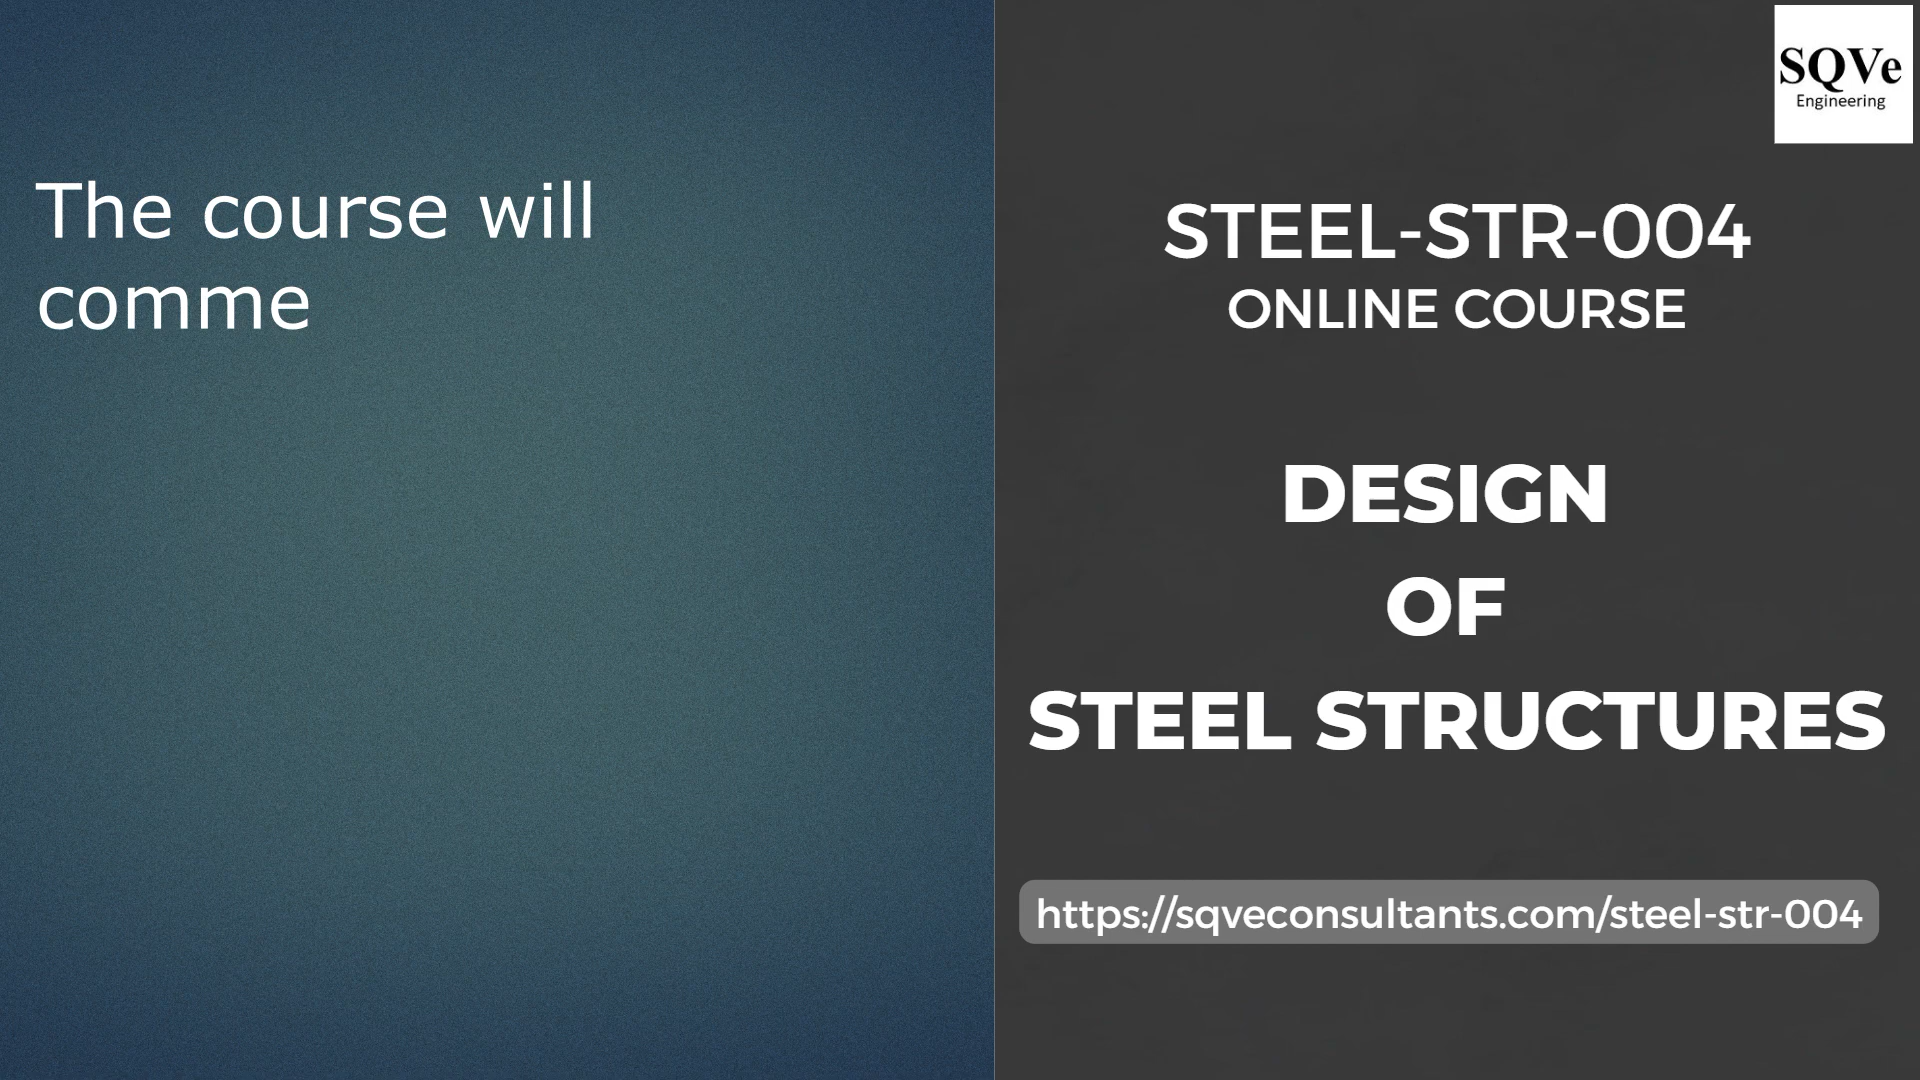 The course will
comme
SQVe
Engineering
STEEL-STR-004
ONLINE COURSE
DESIGN
OF
STEEL STRUCTURES
https://sqveconsultants.com/steel-str-004